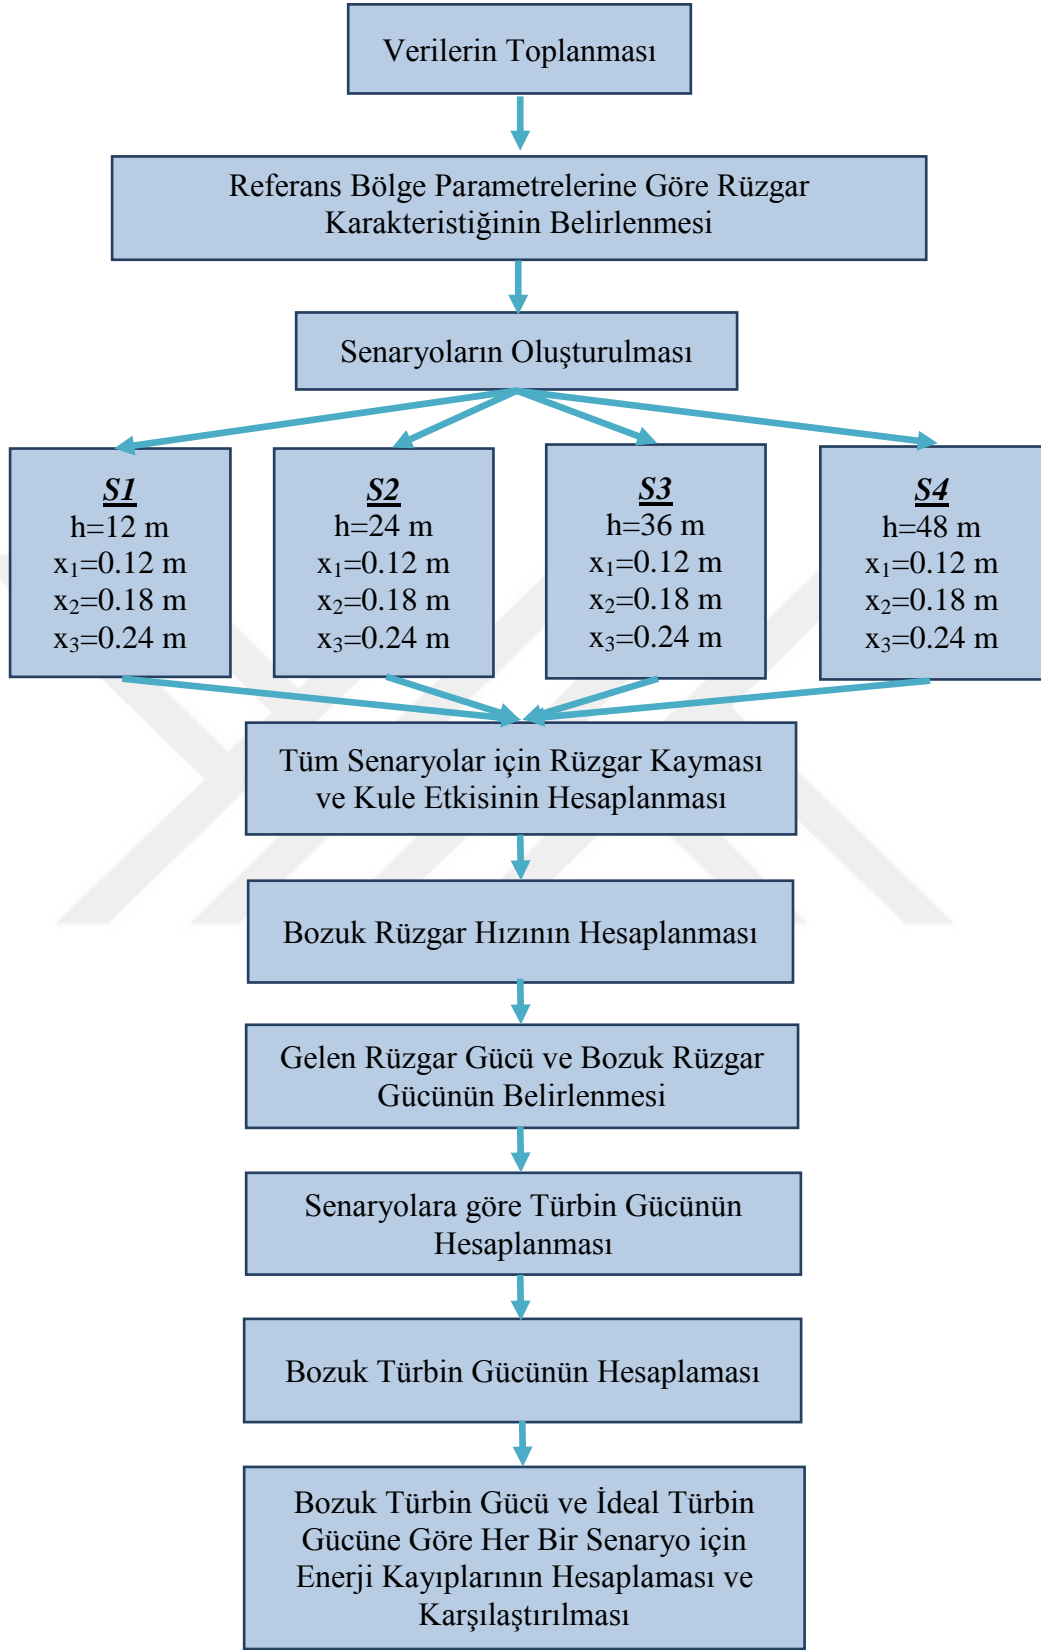 Verilerin Toplanması
Referans Bölge Parametrelerine Göre Rüzgar
Karakteristiğinin Belirlenmesi
Senaryoların Oluşturulması
S1
h=12 m
x₁=0.12 m
x₂=0.18 m
x₃=0.24 m
S2
h=24 m
x₁=0.12 m
x₂=0.18 m
x₃=0.24 m
S3
h=36 m
x₁=0.12 m
x₂=0.18 m
x₃=0.24 m
S4
h=48 m
x₁=0.12 m
x₂=0.18 m
x₃=0.24 m
Tüm Senaryolar için Rüzgar Kayması
ve Kule Etkisinin Hesaplanması
Bozuk Rüzgar Hızının Hesaplanması
Gelen Rüzgar Gücü ve Bozuk Rüzgar
Gücünün Belirlenmesi
Senaryolara göre Türbin Gücünün
Hesaplanması
Bozuk Türbin Gücünün Hesaplaması
Bozuk Türbin Gücü ve İdeal Türbin
Gücüne Göre Her Bir Senaryo için
Enerji Kayıplarının Hesaplaması ve
Karşılaştırılması